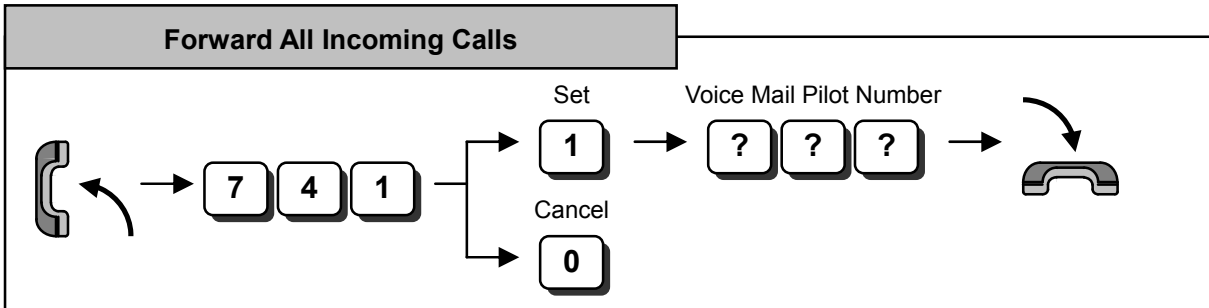 Forward All Incoming Calls
Set Voice Mail Pilot Number
7 4 1 1 ? ? ?
Cancel
0